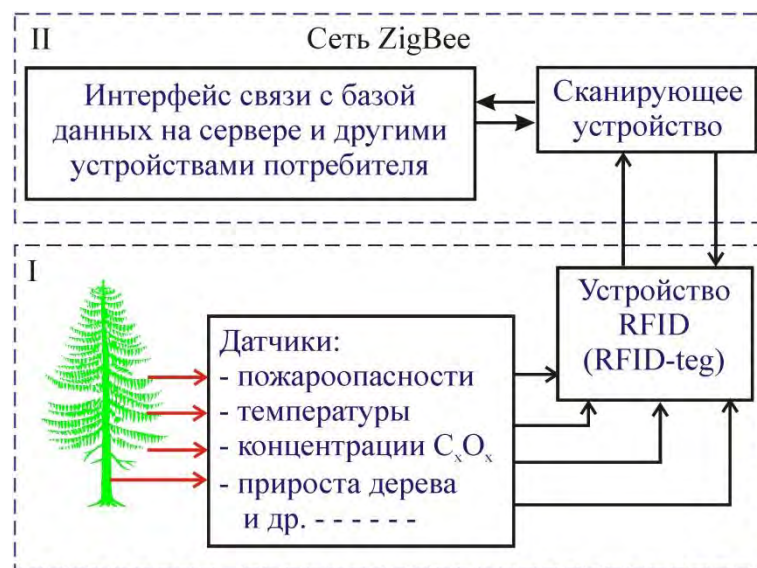 II
Сеть ZigBee
Интерфейс связи с базой
данных на сервере и другими
устройствами потребителя
Сканирующее
устройство
I
Устройство
RFID
(RFID-teg)
Датчики:
- пожароопасности
- температуры
- концентрации CₓOₓ
- прироста дерева
и др. - - - - - -